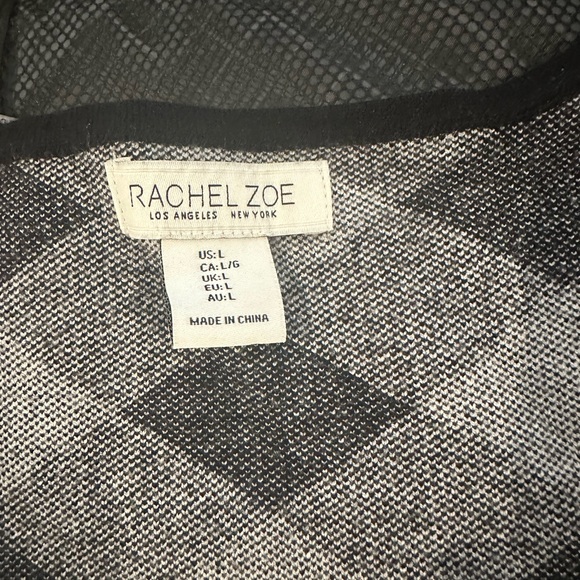 RACHEL ZOE
LOS ANGELES NEW YORK
US:L
CA:L/G
UK:L
EU:L
AU:L
MADE IN CHINA